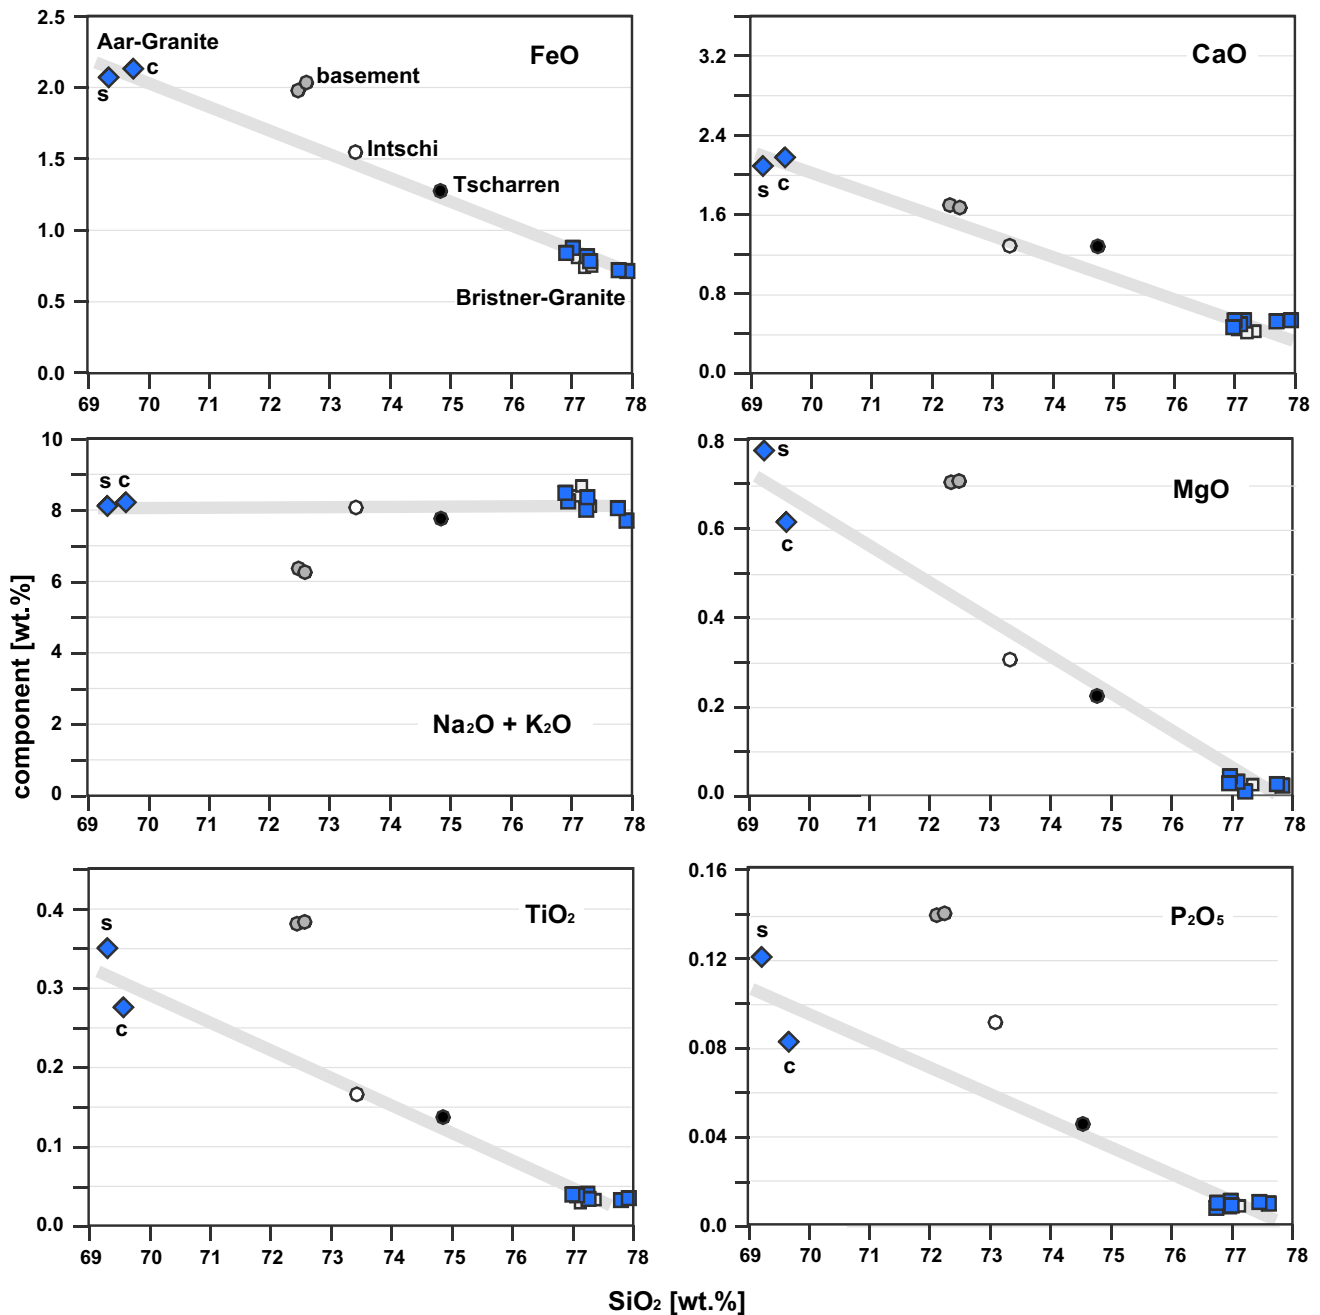 2.5
Aar-Granite
FeO
c
basement
2.0
s
1.5
Intschi
Tscharren
1.0
Bristner-Granite
0.5
0.0
69 70 71 72 73 74 75 76 77 78
CaO
3.2
2.4
s
c
1.6
0.8
0.0
69 70 71 72 73 74 75 76 77 78
component [wt.%]
10
s c
8
6
4
Na₂O + K₂O
2
0
69 70 71 72 73 74 75 76 77 78
0.8
s
MgO
0.6
c
0.4
0.2
0.0
69 70 71 72 73 74 75 76 77 78
0.4
s
TiO₂
0.3
c
0.2
0.1
0.0
69 70 71 72 73 74 75 76 77 78
0.16
s
P₂O₅
0.12
0.08
c
0.04
0.0
69 70 71 72 73 74 75 76 77 78
SiO₂ [wt.%]